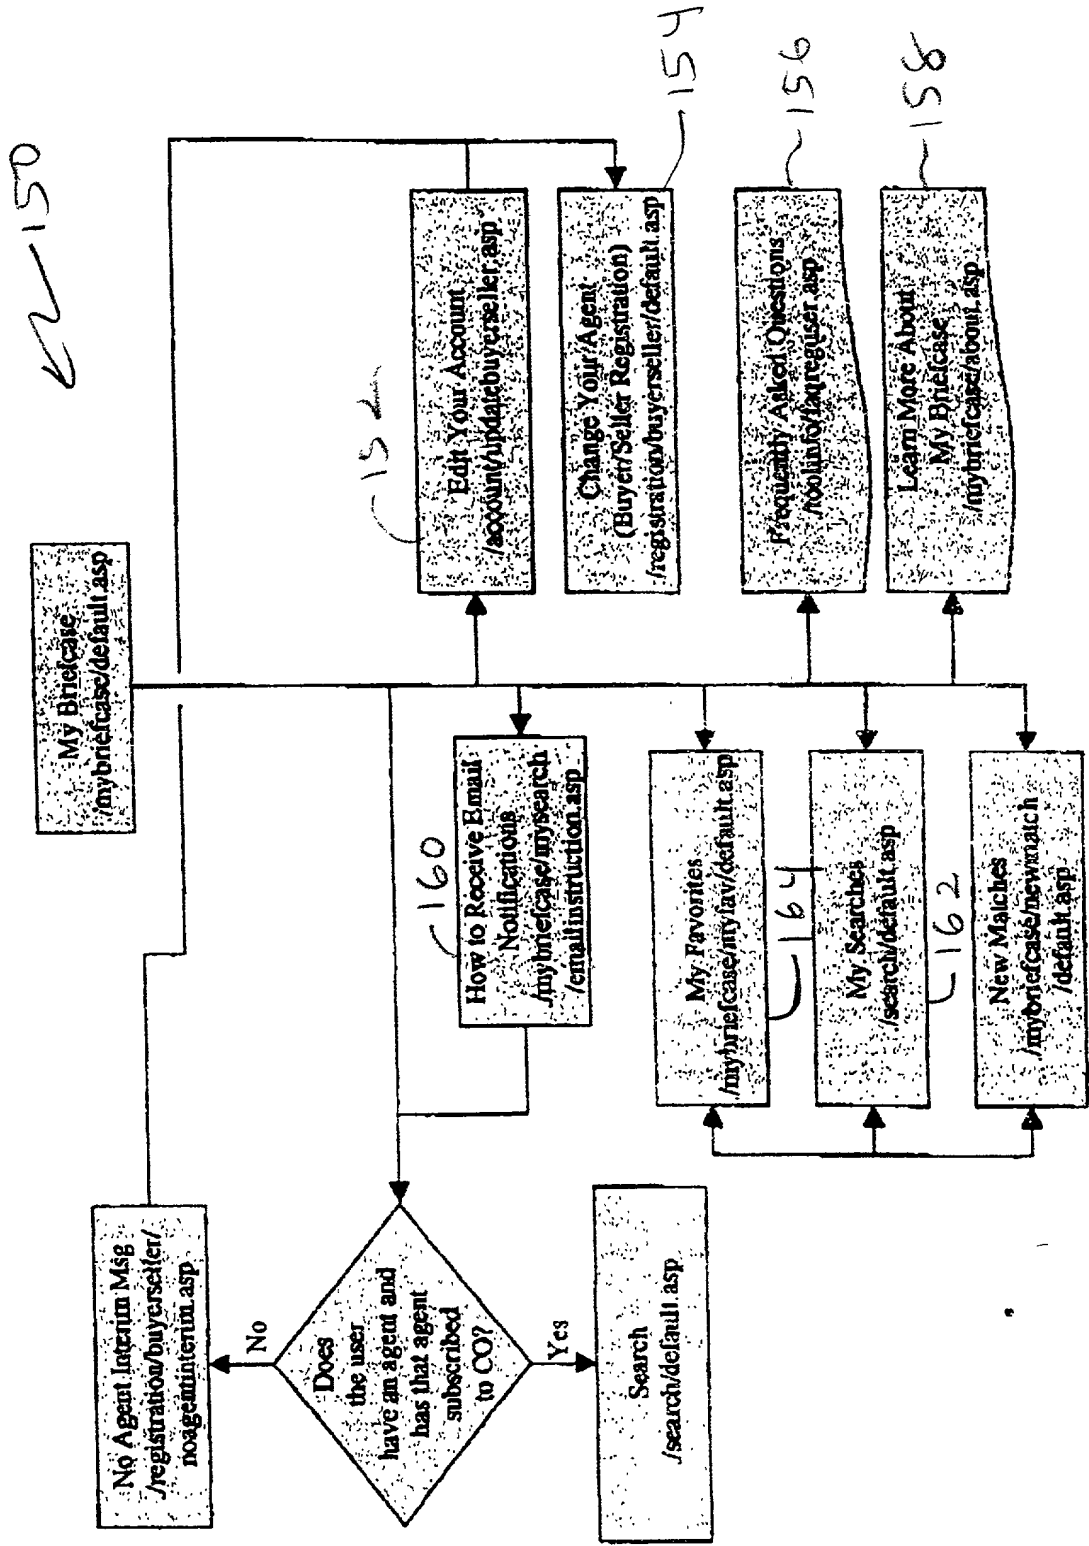 150
My Briefcase
/mybriefcase/default.asp
No Agent Interim Msg
/registration/buyerseller/
noagentinterim.asp
No
Does
the user
have an agent and
has that agent
subscribed
to CO?
Yes
Search
/search/default.asp
160
How to Receive Email
Notifications
/mybriefcase/mysearch
/emailinstruction.asp
My Favorites
/mybriefcase/myfav/default.asp
164
My Searches
/search/default.asp
162
New Matches
/mybriefcase/newmatch
/default.asp
152
Edit Your Account
/account/updatebuyerseller.asp
Change Your Agent
(Buyer/Seller Registration)
/registration/buyerseller/default.asp
154
Frequently Asked Questions
/toolinfo/faqreguser.asp
156
Learn More About
My Briefcase
/mybriefcase/about.asp
158